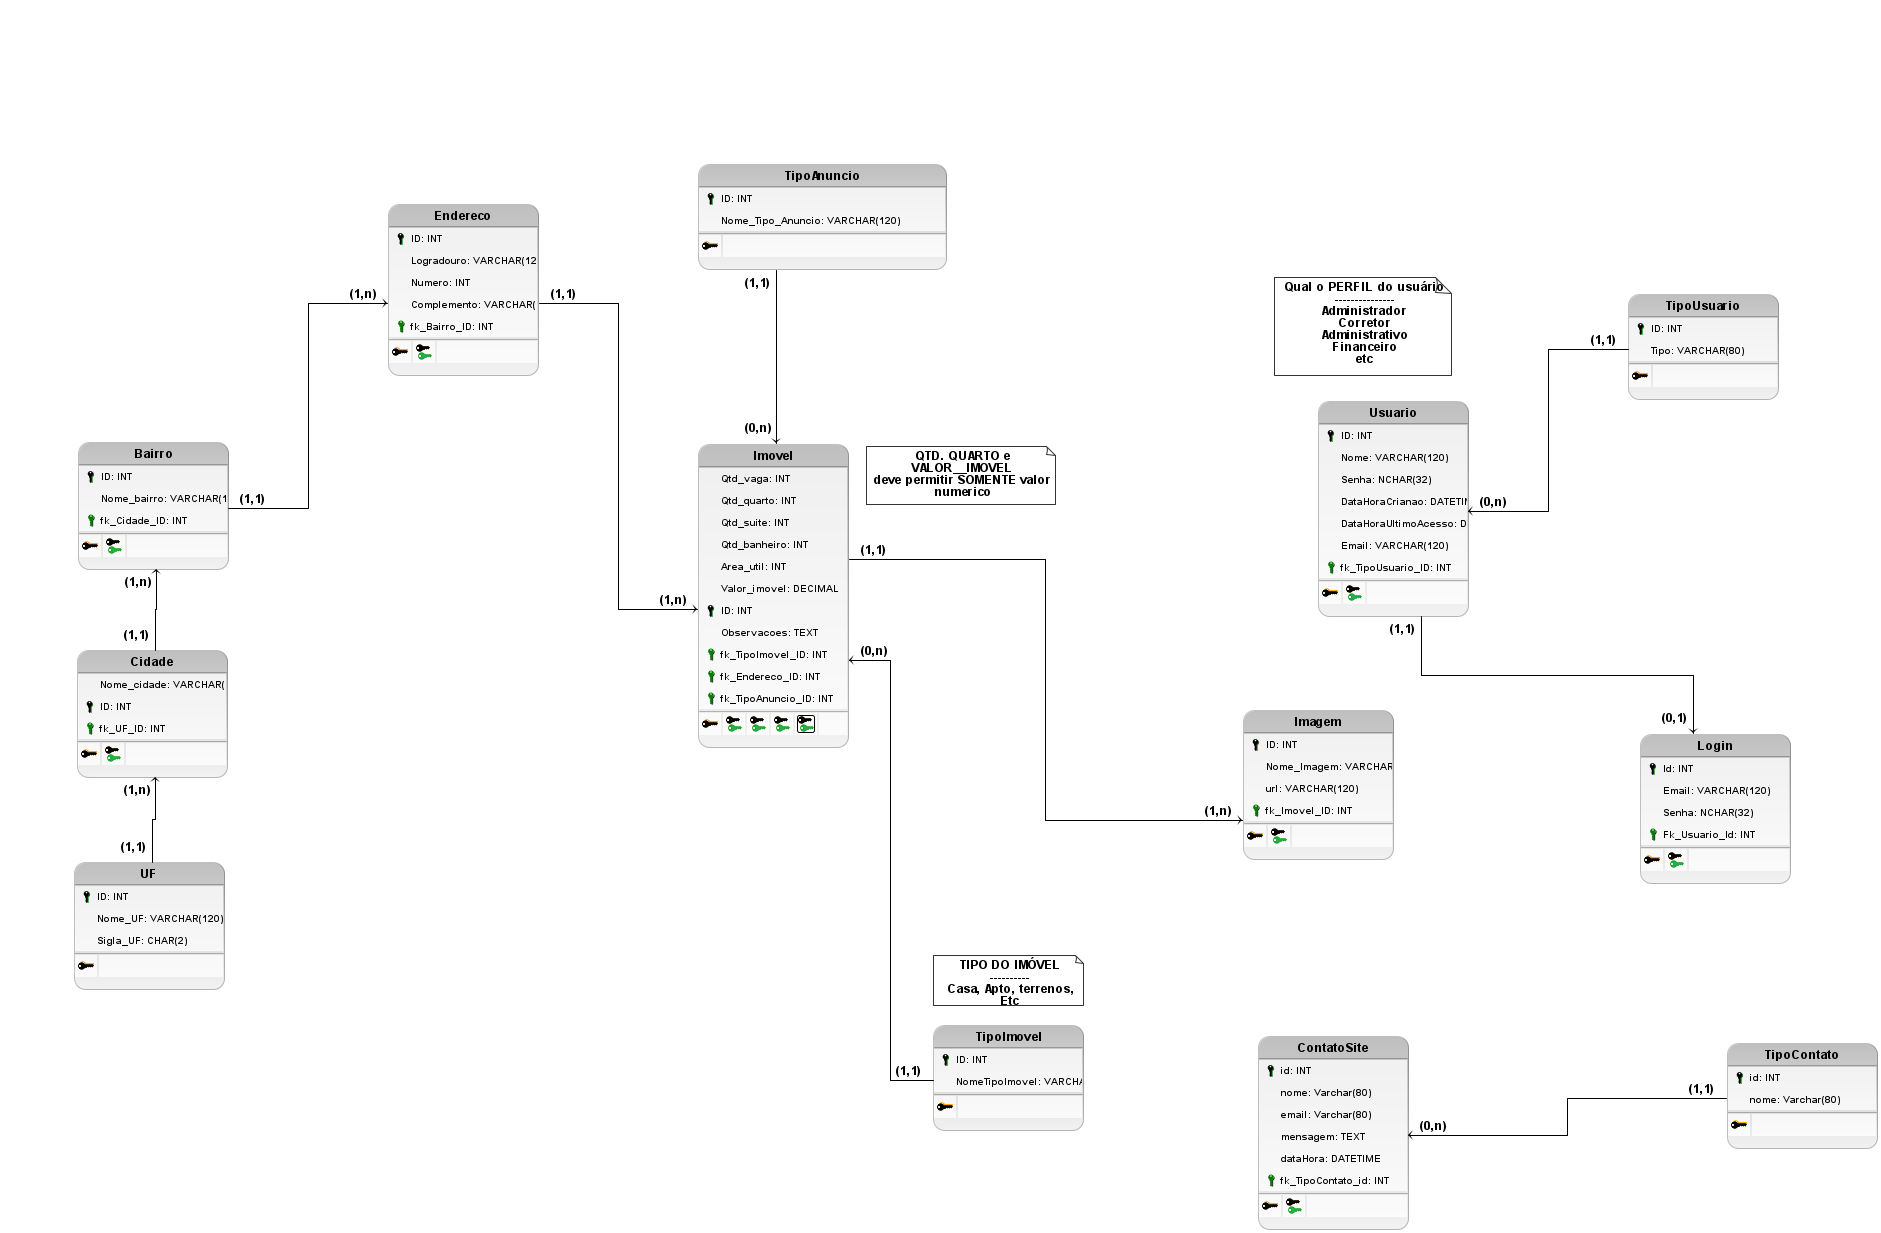 TipoAnuncio
ID: INT
Nome_Tipo_Anuncio: VARCHAR(120)
(1,1)
(0,n)
Endereco
ID: INT
Logradouro: VARCHAR(12
Numero: INT
Complemento: VARCHAR(
fk_Bairro_ID: INT
(1,n)
(1,1)
Bairro
ID: INT
Nome_bairro: VARCHAR(1
fk_Cidade_ID: INT
(1,1)
(1,n)
(1,1)
Cidade
Nome_cidade: VARCHAR(
ID: INT
fk_UF_ID: INT
(1,n)
(1,1)
UF
ID: INT
Nome_UF: VARCHAR(120)
Sigla_UF: CHAR(2)
Imovel
Qtd_vaga: INT
Qtd_quarto: INT
Qtd_suite: INT
Qtd_banheiro: INT
Area_util: INT
Valor_imovel: DECIMAL
ID: INT
Observacoes: TEXT
fk_TipoImovel_ID: INT
fk_Endereco_ID: INT
fk_TipoAnuncio_ID: INT
(1,n)
(1,1)
(0,n)
QTD. QUARTO e
VALOR__IMOVEL
deve permitir SOMENTE valor
numerico
Qual o PERFIL do usuário
---------------
Administrador
Corretor
Administrativo
Financeiro
etc
TipoUsuario
ID: INT
Tipo: VARCHAR(80)
(1,1)
(0,n)
Usuario
ID: INT
Nome: VARCHAR(120)
Senha: NCHAR(32)
DataHoraCrianao: DATETIN
DataHoraUltimoAcesso: D
Email: VARCHAR(120)
fk_TipoUsuario_ID: INT
(1,1)
(0,1)
Login
Id: INT
Email: VARCHAR(120)
Senha: NCHAR(32)
Fk_Usuario_Id: INT
Imagem
ID: INT
Nome_Imagem: VARCHAR
url: VARCHAR(120)
fk_Imovel_ID: INT
(1,n)
TIPO DO IMÓVEL
----------
Casa, Apto, terrenos,
Etc
TipoImovel
ID: INT
NomeTipoImovel: VARCHA
(1,1)
ContatoSite
id: INT
nome: Varchar(80)
email: Varchar(80)
mensagem: TEXT
dataHora: DATETIME
fk_TipoContato_id: INT
(0,n)
(1,1)
TipoContato
id: INT
nome: Varchar(80)